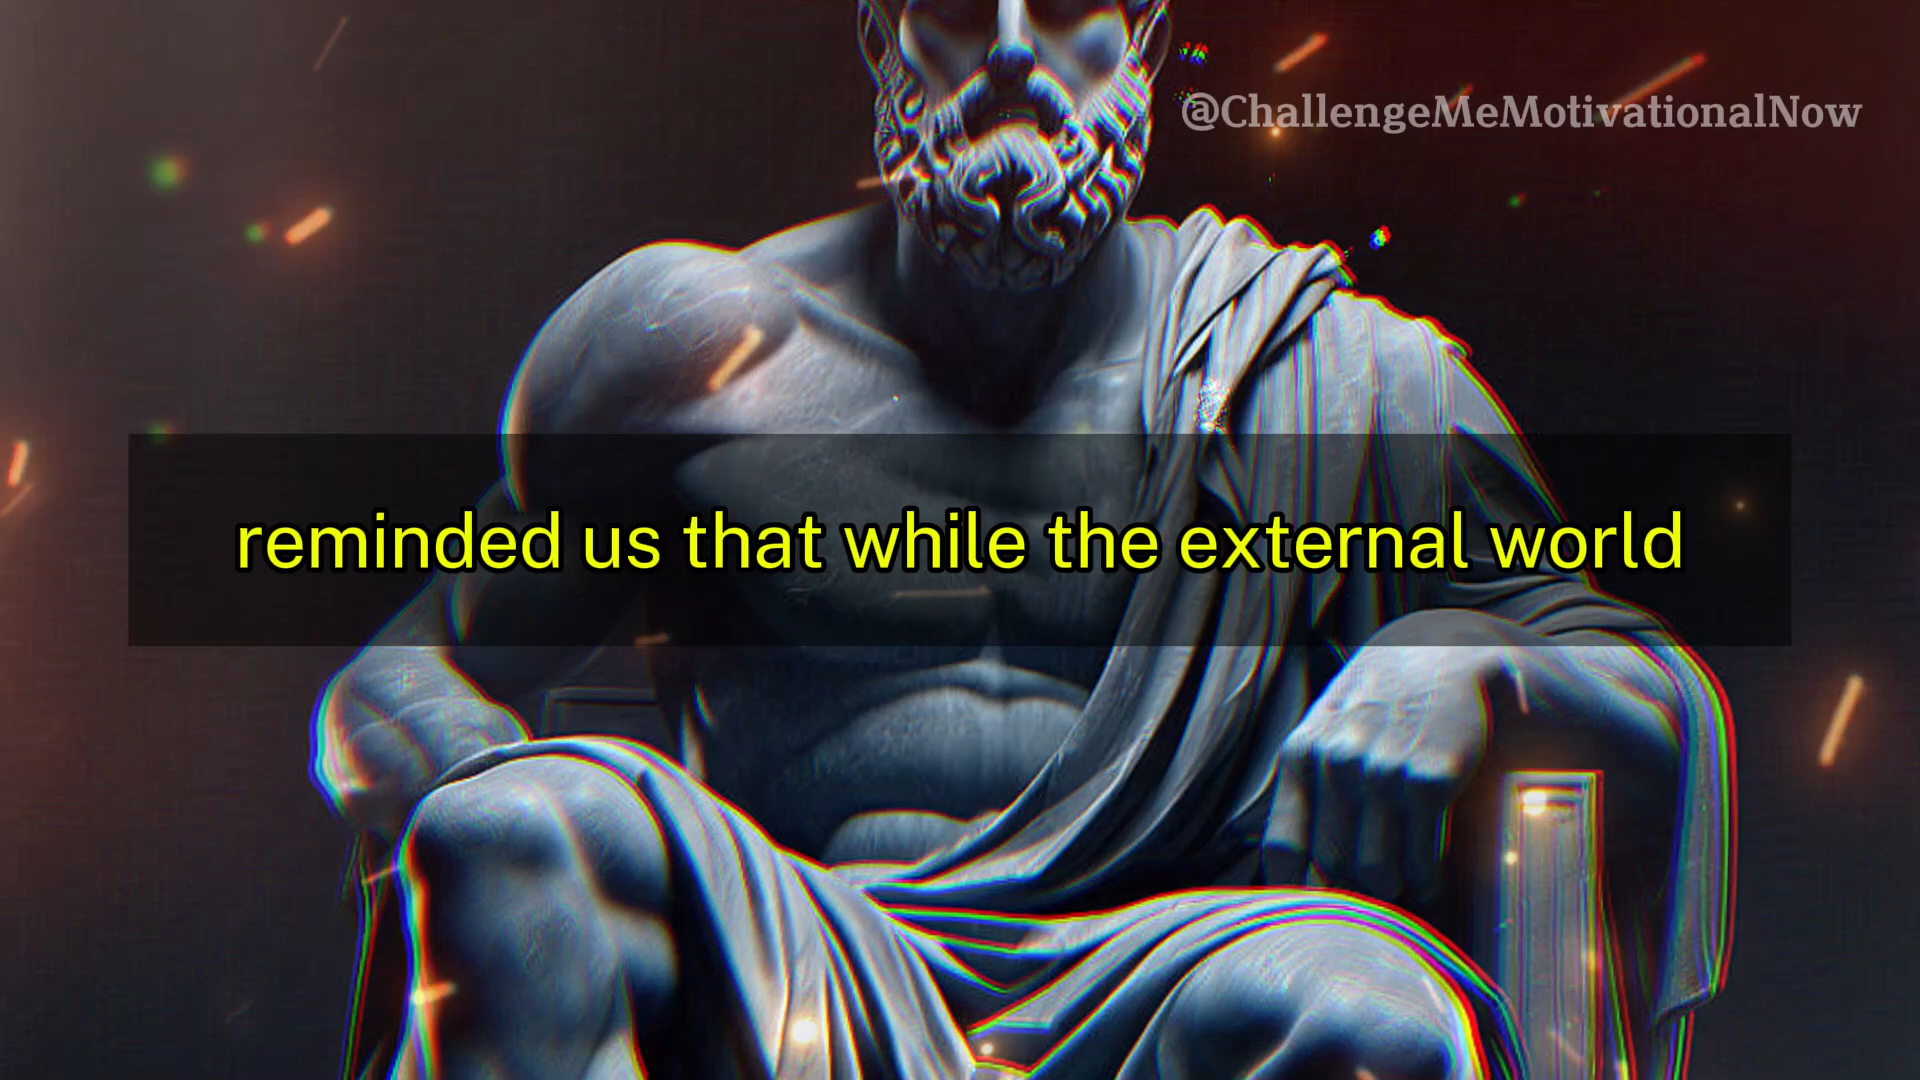 @ChallengeMeMotivationalNow
reminded us that while the external world